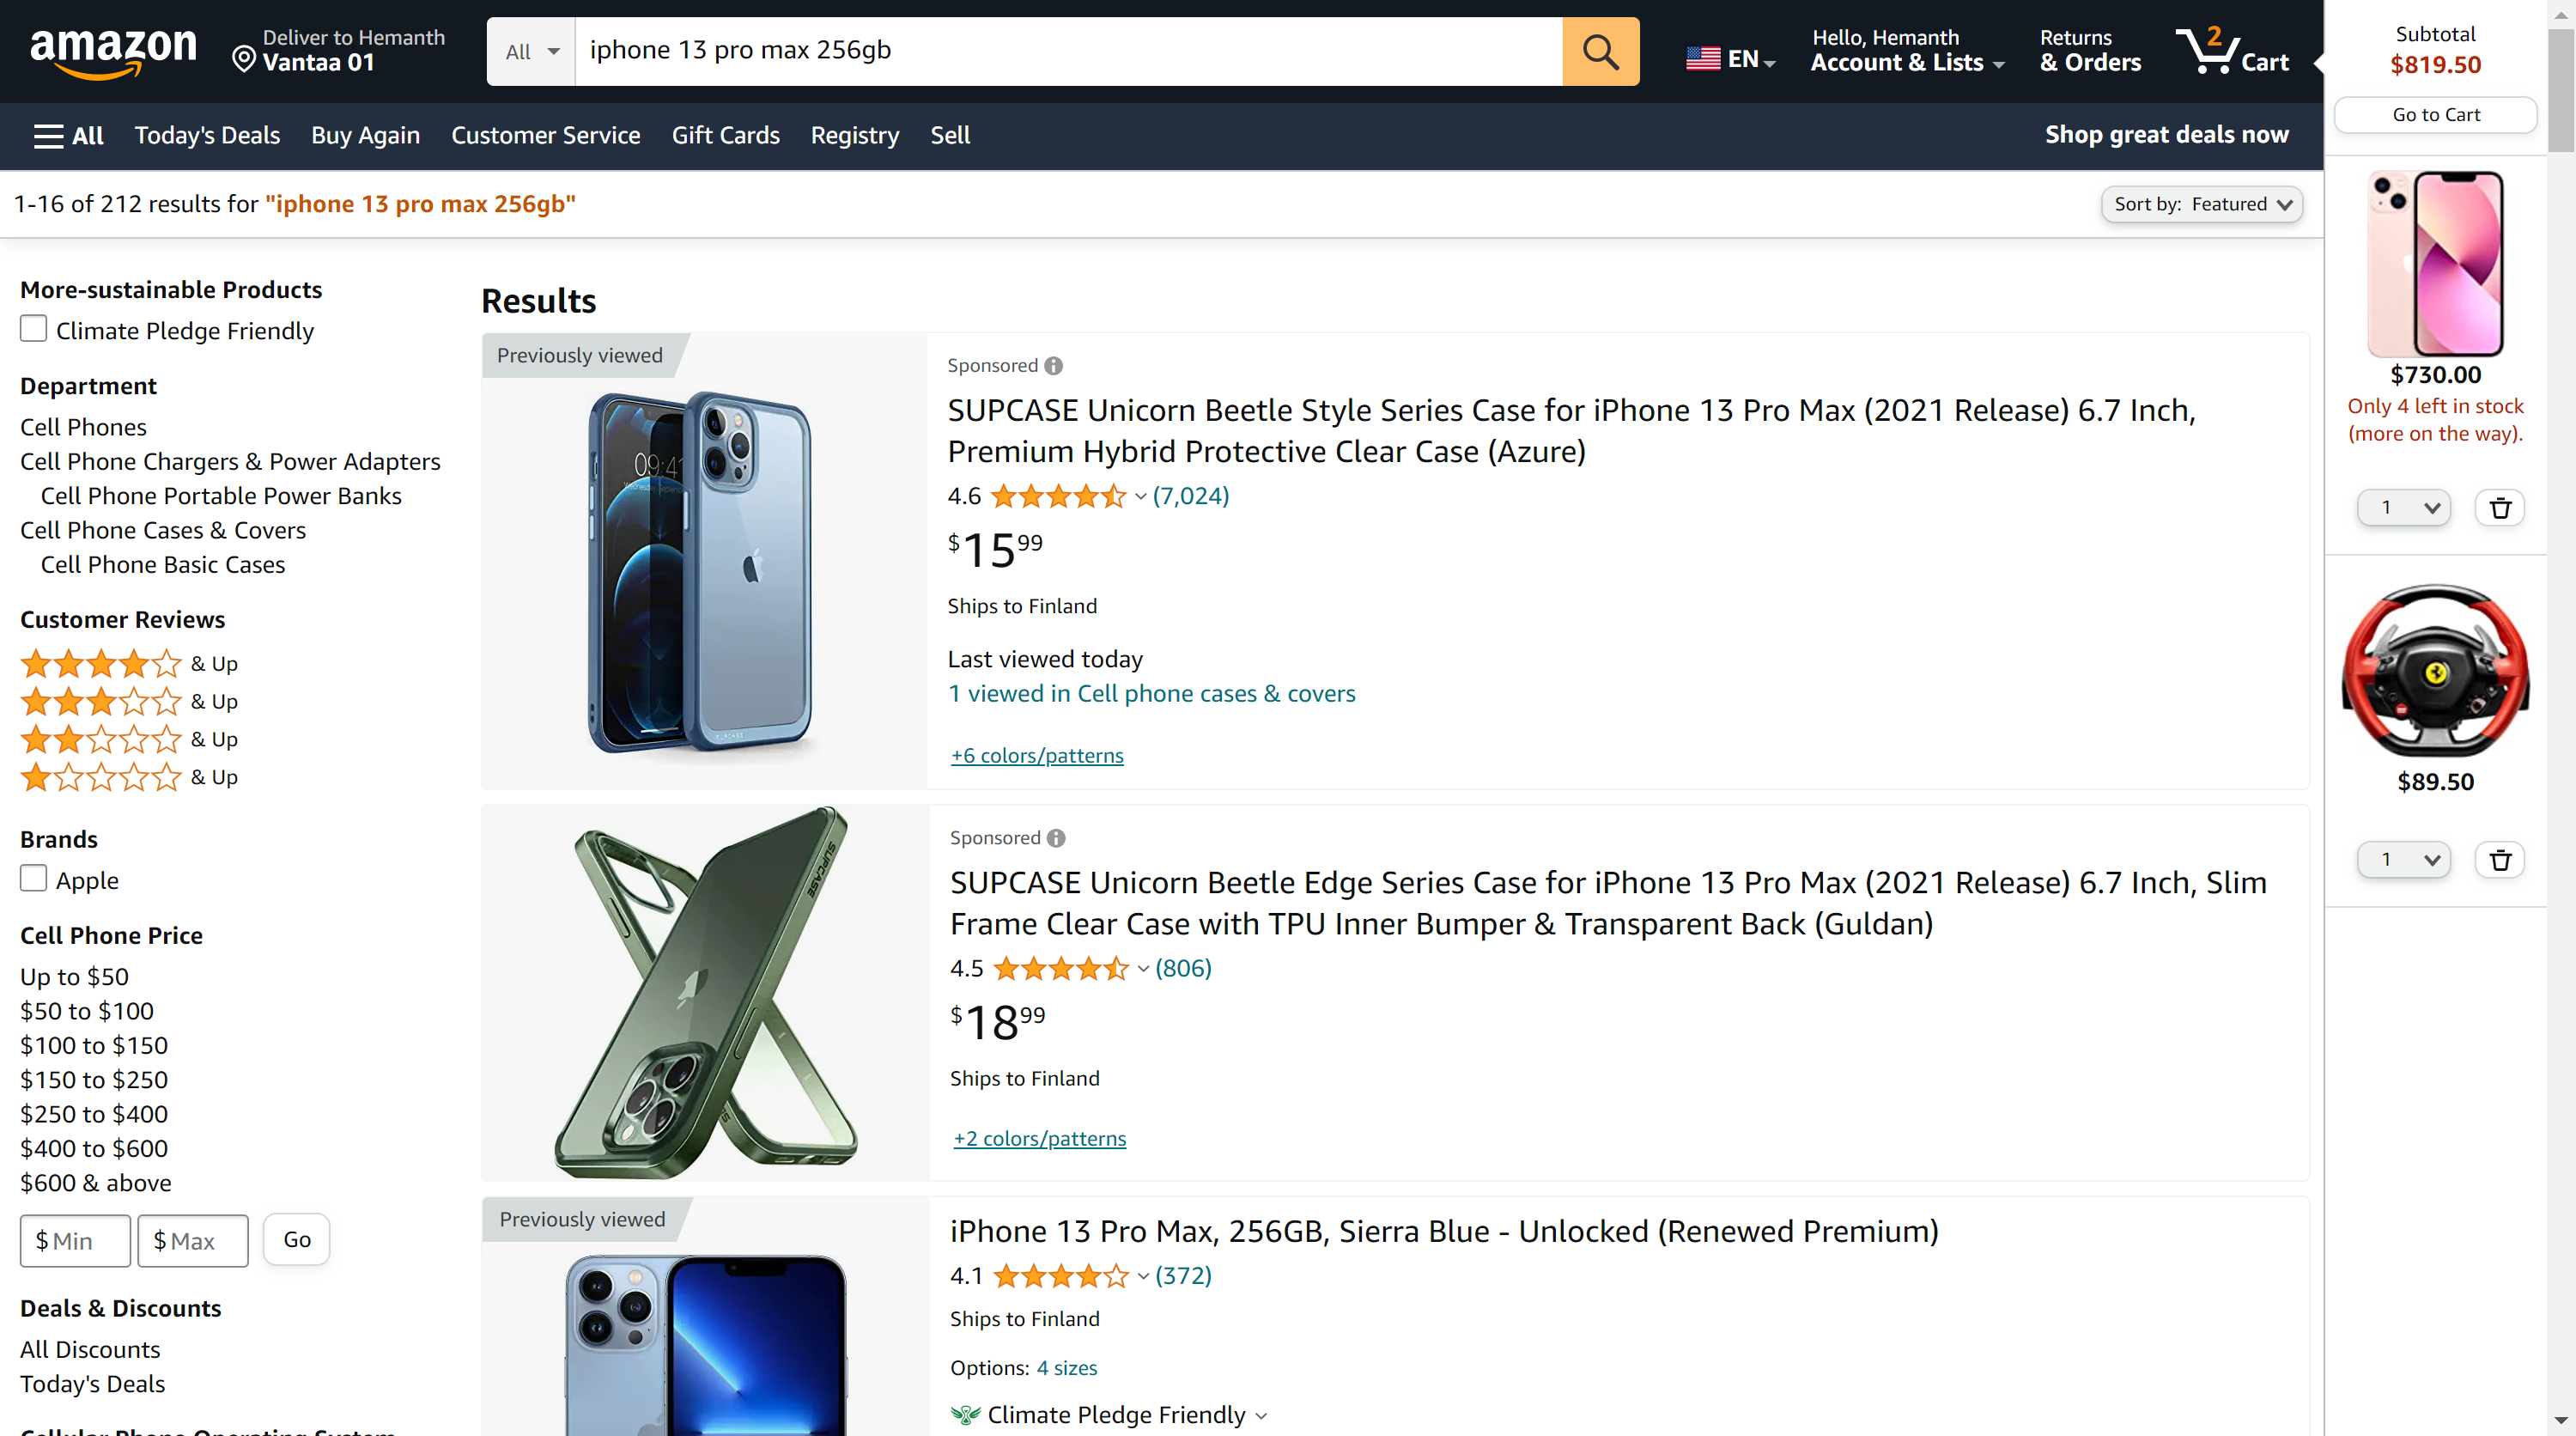 amazon
Deliver to Hemanth
Vantaa 01
All
iphone 13 pro max 256gb
EN
Hello, Hemanth
Account & Lists
Returns
& Orders
2
Cart
All
Today's Deals
Buy Again
Customer Service
Gift Cards
Registry
Sell
Shop great deals now
1-16 of 212 results for "iphone 13 pro max 256gb"
Sort by: Featured
More-sustainable Products
Climate Pledge Friendly
Department
Cell Phones
Cell Phone Chargers & Power Adapters
Cell Phone Portable Power Banks
Cell Phone Cases & Covers
Cell Phone Basic Cases
Customer Reviews
& Up
& Up
& Up
& Up
Brands
Apple
Cell Phone Price
Up to $50
$50 to $100
$100 to $150
$150 to $250
$250 to $400
$400 to $600
$600 & above
$ Min
$ Max
Go
Deals & Discounts
All Discounts
Today's Deals
Cellular Phone Operating System
Results
Previously viewed
09:41
SUPCASE
Sponsored
SUPCASE Unicorn Beetle Style Series Case for iPhone 13 Pro Max (2021 Release) 6.7 Inch,
Premium Hybrid Protective Clear Case (Azure)
4.6 (7,024)
$15.99
Ships to Finland
Last viewed today
1 viewed in Cell phone cases & covers
+6 colors/patterns
SUPCASE
Sponsored
SUPCASE Unicorn Beetle Edge Series Case for iPhone 13 Pro Max (2021 Release) 6.7 Inch, Slim
Frame Clear Case with TPU Inner Bumper & Transparent Back (Guldan)
4.5 (806)
$18.99
Ships to Finland
+2 colors/patterns
Previously viewed
iPhone 13 Pro Max, 256GB, Sierra Blue - Unlocked (Renewed Premium)
4.1 (372)
Ships to Finland
Options: 4 sizes
Climate Pledge Friendly
Subtotal
$819.50
Go to Cart
$730.00
Only 4 left in stock
(more on the way).
1
$89.50
1